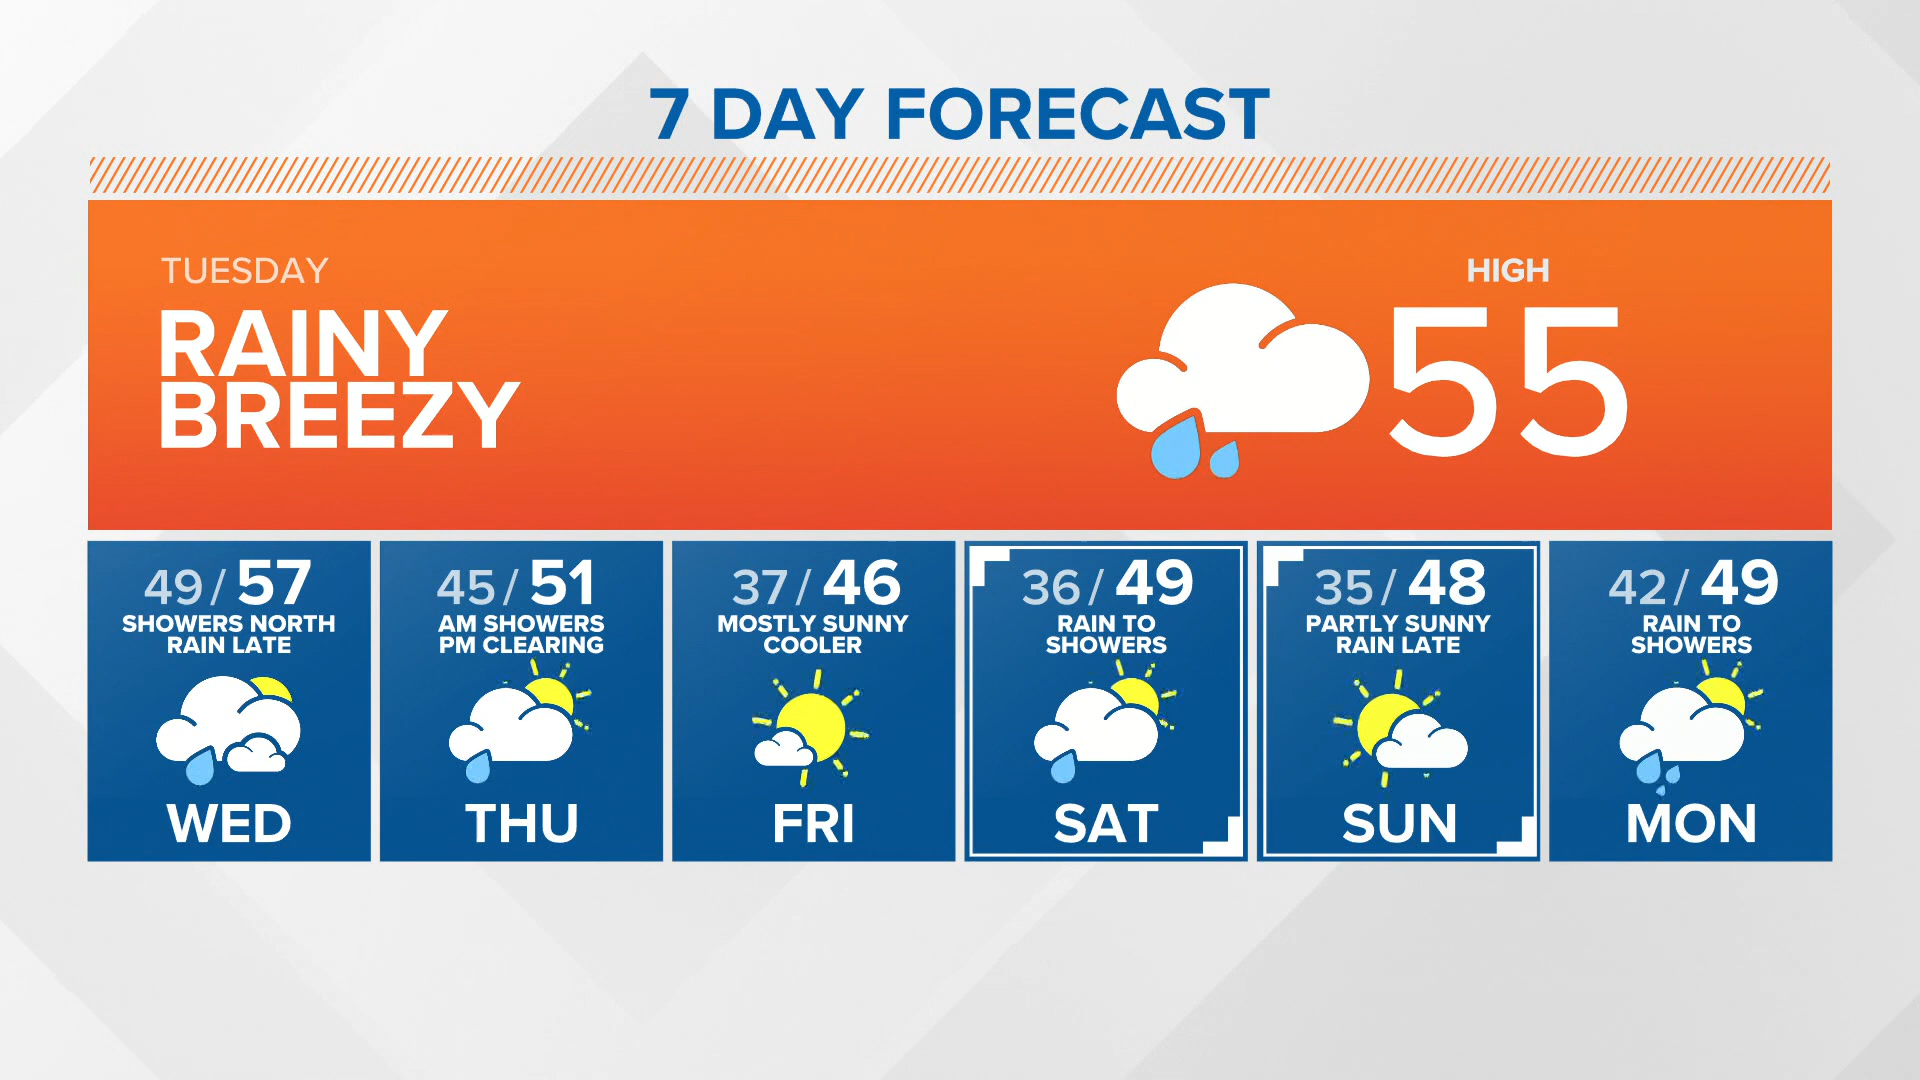 7 DAY FORECAST
TUESDAY
RAINY
BREEZY
HIGH
55
49/57
SHOWERS NORTH
RAIN LATE
WED
45/51
AM SHOWERS
PM CLEARING
THU
37/46
MOSTLY SUNNY
COOLER
FRI
36/49
RAIN TO
SHOWERS
SAT
35/48
PARTLY SUNNY
RAIN LATE
SUN
42/49
RAIN TO
SHOWERS
MON